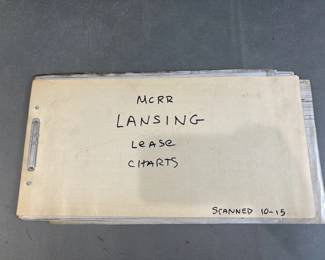 MCRR
LANSING
LEASE
CHARTS
SCANNED 10-15